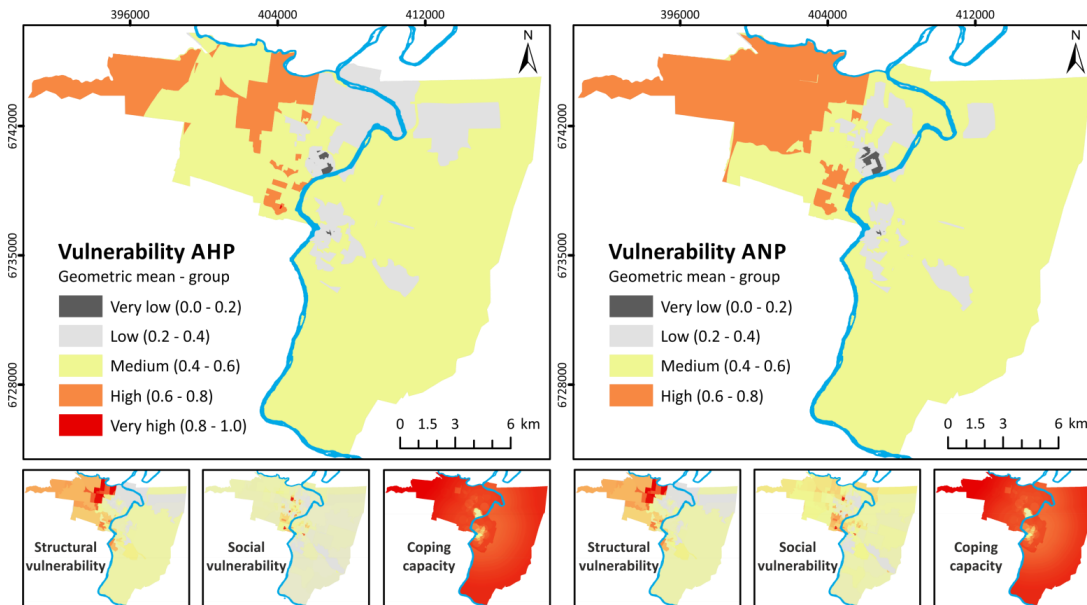 396000 404000 412000
396000 404000 412000
N
N
6742000
6735000
6728000
Vulnerability AHP
Geometric mean - group
Very low (0.0 - 0.2)
Low (0.2 - 0.4)
Medium (0.4 - 0.6)
High (0.6 - 0.8)
Very high (0.8 - 1.0)
0 1.5 3 6 km
6742000
6735000
6728000
Vulnerability ANP
Geometric mean - group
Very low (0.0 - 0.2)
Low (0.2 - 0.4)
Medium (0.4 - 0.6)
High (0.6 - 0.8)
0 1.5 3 6 km
Structural
vulnerability
Social
vulnerability
Coping
capacity
Structural
vulnerability
Social
vulnerability
Coping
capacity